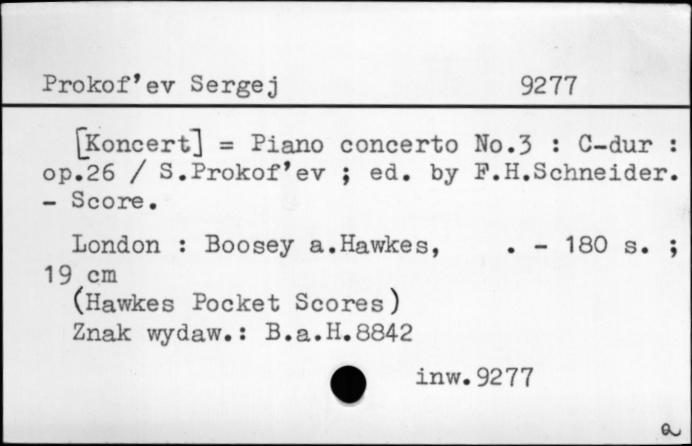 Prokof'ev Sergej 9277
[Koncert] = Piano concerto No.3 : C-dur :
op.26 / S.Prokof'ev ; ed. by F.H.Schneider.
- Score.
London : Boosey a.Hawkes, . - 180 s. ;
19 cm
(Hawkes Pocket Scores)
Znak wydaw.: B.a.H.8842
inw.9277